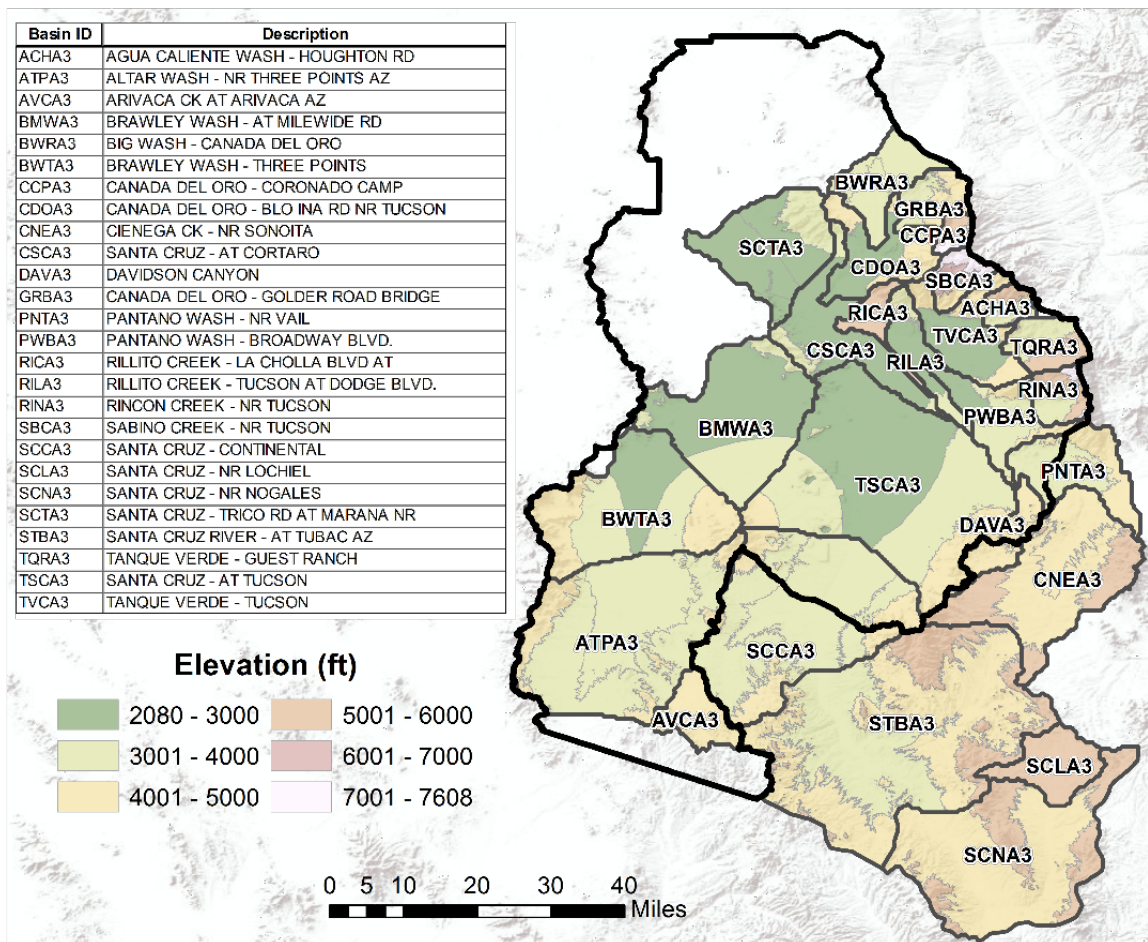 Basin ID Description
ACHA3 AGUA CALIENTE WASH - HOUGHTON RD
ATPA3 ALTAR WASH - NR THREE POINTS AZ
AVCA3 ARIVACA CK AT ARIVACA AZ
BMWA3 BRAWLEY WASH - AT MILEWIDE RD
BWRA3 BIG WASH - CANADA DEL ORO
BWTA3 BRAWLEY WASH - THREE POINTS
CCPA3 CANADA DEL ORO - CORONADO CAMP
CDOA3 CANADA DEL ORO - BLO INA RD NR TUCSON
CNEA3 CIENEGA CK - NR SONOITA
CSCA3 SANTA CRUZ - AT CORTARO
DAVA3 DAVIDSON CANYON
GRBA3 CANADA DEL ORO - GOLDER ROAD BRIDGE
PNTA3 PANTANO WASH - NR VAIL
PWBA3 PANTANO WASH - BROADWAY BLVD.
RICA3 RILLITO CREEK - LA CHOLLA BLVD AT
RILA3 RILLITO CREEK - TUCSON AT DODGE BLVD.
RINA3 RINCON CREEK - NR TUCSON
SBCA3 SABINO CREEK - NR TUCSON
SCCA3 SANTA CRUZ - CONTINENTAL
SCLA3 SANTA CRUZ - NR LOCHIEL
SCNA3 SANTA CRUZ - NR NOGALES
SCTA3 SANTA CRUZ - TRICO RD AT MARANA NR
STBA3 SANTA CRUZ RIVER - AT TUBAC AZ
TQRA3 TANQUE VERDE - GUEST RANCH
TSCA3 SANTA CRUZ - AT TUCSON
TVCA3 TANQUE VERDE - TUCSON
BWRA3
GRBA3
CCPA3
SCTA3
CDOA3
SBCA3
ACHA3
RICA3
TVCA3
TQRA3
CSCA3
RILA3
RINA3
PWBA3
BMWA3
PNTA3
TSCA3
BWTA3
DAVA3
CNEA3
ATPA3
SCCA3
AVCA3
STBA3
SCLA3
SCNA3
Elevation (ft)
2080 - 3000 5001 - 6000
3001 - 4000 6001 - 7000
4001 - 5000 7001 - 7608
0 5 10 20 30 40
Miles